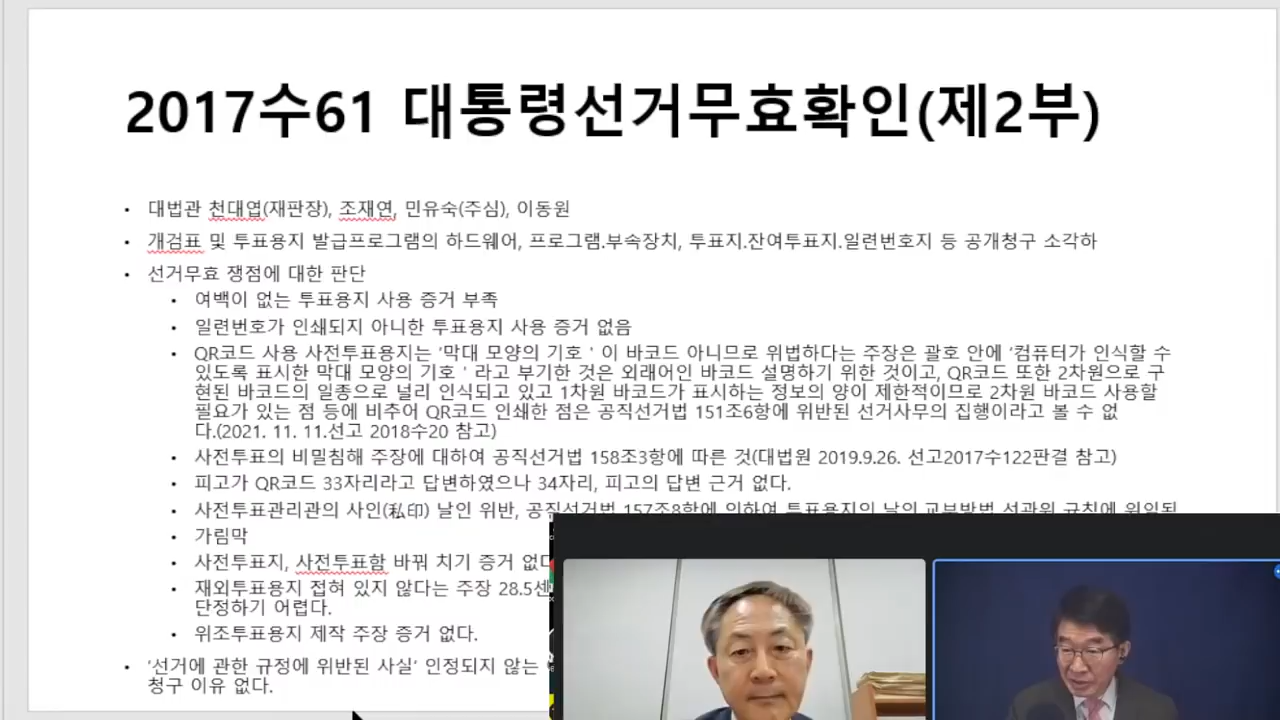 2017수61 대통령선거무효확인(제2부)
• 대법관 천대엽(재판장), 조재연, 민유숙(주심), 이동원
• 개검표 및 투표용지 발급프로그램의 하드웨어, 프로그램.부속장치, 투표지.잔여투표지.일련번호지 등 공개청구 소각하
• 선거무효 쟁점에 대한 판단
• 여백이 없는 투표용지 사용 증거 부족
• 일련번호가 인쇄되지 아니한 투표용지 사용 증거 없음
• QR코드 사용 사전투표용지는 '막대 모양의 기호 ' 이 바코드 아니므로 위법하다는 주장은 괄호 안에 '컴퓨터가 인식할 수
있도록 표시한 막대 모양의 기호 ' 라고 부기한 것은 외래어인 바코드 설명하기 위한 것이고, QR코드 또한 2차원으로 구
현된 바코드의 일종으로 널리 인식되고 있고 1차원 바코드가 표시하는 정보의 양이 제한적이므로 2차원 바코드 사용할
필요가 있는 점 등에 비추어 QR코드 인쇄한 점은 공직선거법 151조6항에 위반된 선거사무의 집행이라고 볼 수 없
다.(2021. 11. 11.선고 2018수20 참고)
• 사전투표의 비밀침해 주장에 대하여 공직선거법 158조3항에 따른 것(대법원 2019.9.26. 선고2017수122판결 참고)
• 피고가 QR코드 33자리라고 답변하였으나 34자리, 피고의 답변 근거 없다.
• 사전투표관리관의 사인(私印) 날인 위반, 공직선거법 157조8항에 의하여 투표용지의 날인 교부방법 선관위 규칙에 위임된
• 가림막
• 사전투표지, 사전투표함 바꿔 치기 증거 없다
• 재외투표용지 접혀 있지 않다는 주장 28.5센
단정하기 어렵다.
• 위조투표용지 제작 주장 증거 없다.
• '선거에 관한 규정에 위반된 사실' 인정되지 않는
청구 이유 없다.